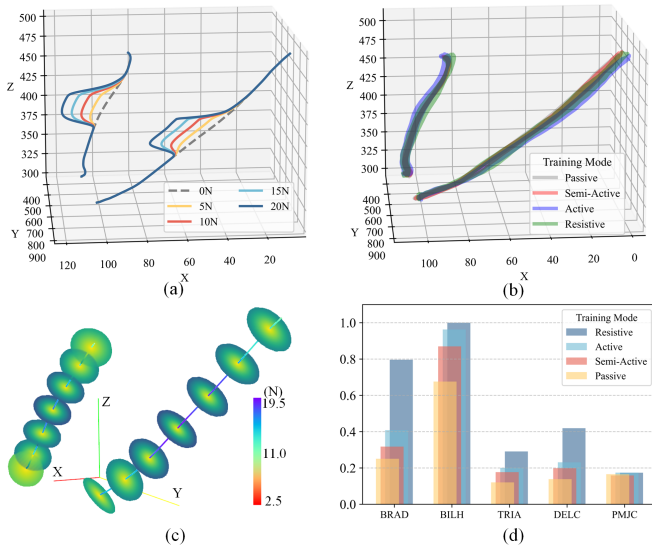 500
475
Z 450
425
400
375
350
325
300
400
500
600
Y 700
800
900
120 100 80 60 40 20
X
0N 15N
5N 20N
10N
(a)
500
475
Z 450
425
400
375
350
325
300
400
500
600
Y 700
800
900
100 80 60 40 20 0
X
Training Mode
Passive
Semi-Active
Active
Resistive
(b)
Z
X
Y
(N)
19.5
11.0
2.5
(c)
1.0
0.8
0.6
0.4
0.2
0.0
BRAD BILH TRIA DELC PMJC
Training Mode
Resistive
Active
Semi-Active
Passive
(d)